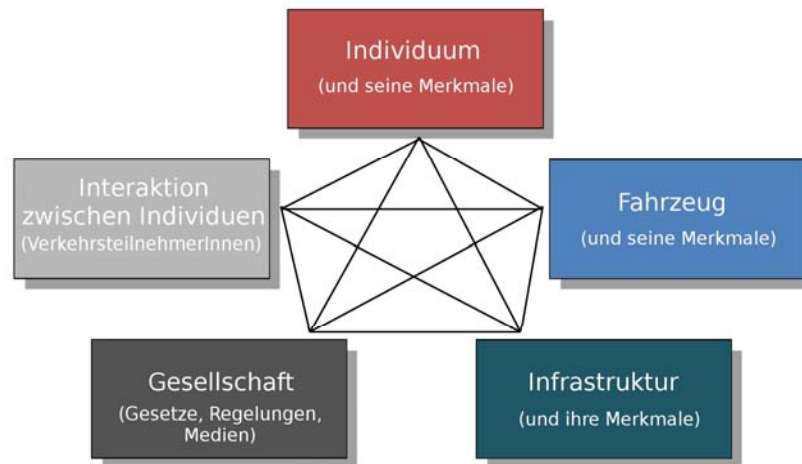 Individuum
(und seine Merkmale)
Interaktion
zwischen Individuen
(VerkehrsteilnehmerInnen)
Fahrzeug
(und seine Merkmale)
Gesellschaft
(Gesetze, Regelungen,
Medien)
Infrastruktur
(und ihre Merkmale)